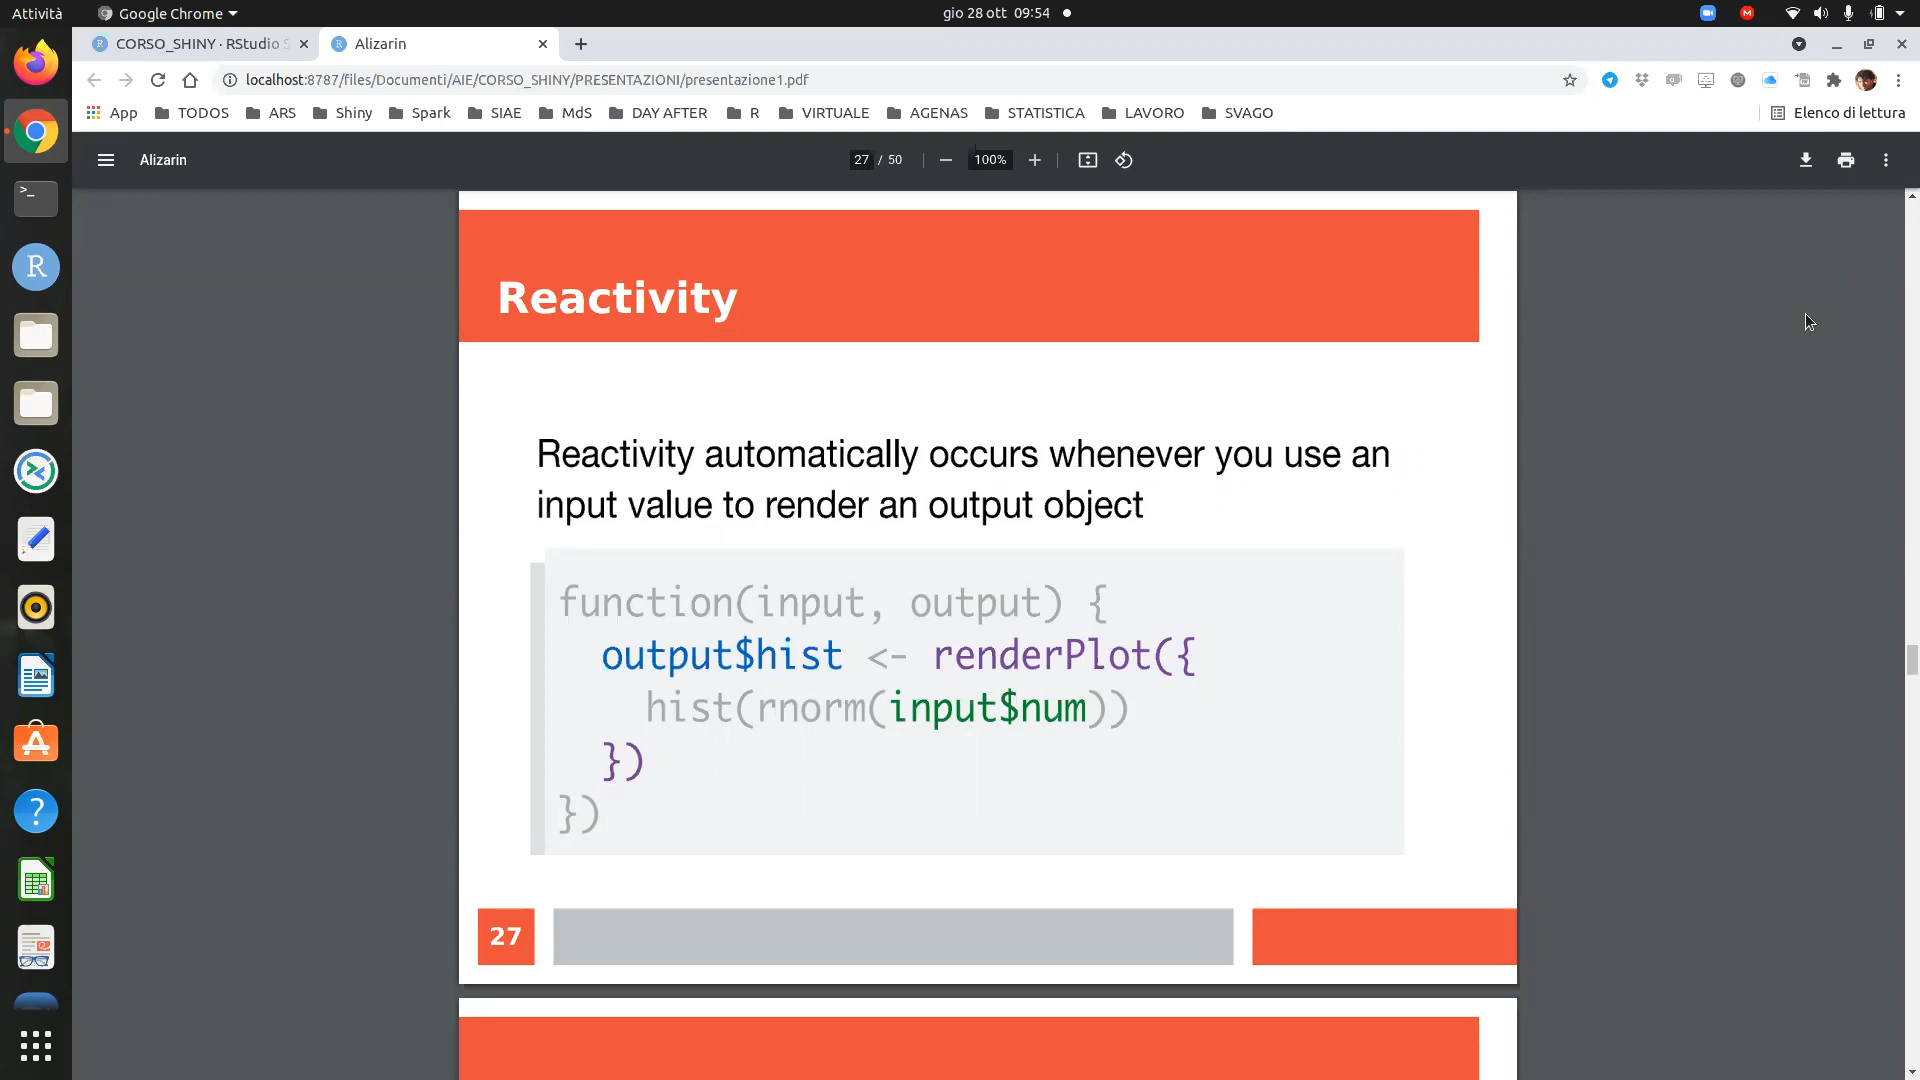 Attività
Google Chrome
gio 28 ott 09:54
CORSO_SHINY · RStudio S
Alizarin
localhost:8787/files/Documenti/AIE/CORSO_SHINY/PRESENTAZIONI/presentazione1.pdf
App
TODOS
ARS
Shiny
Spark
SIAE
MdS
DAY AFTER
R
VIRTUALE
AGENAS
STATISTICA
LAVORO
SVAGO
Elenco di lettura
Alizarin
27 / 50
100%
Reactivity
Reactivity automatically occurs whenever you use an
input value to render an output object
function(input, output) {
output$hist <- renderPlot({
hist(rnorm(input$num))
})
})
27